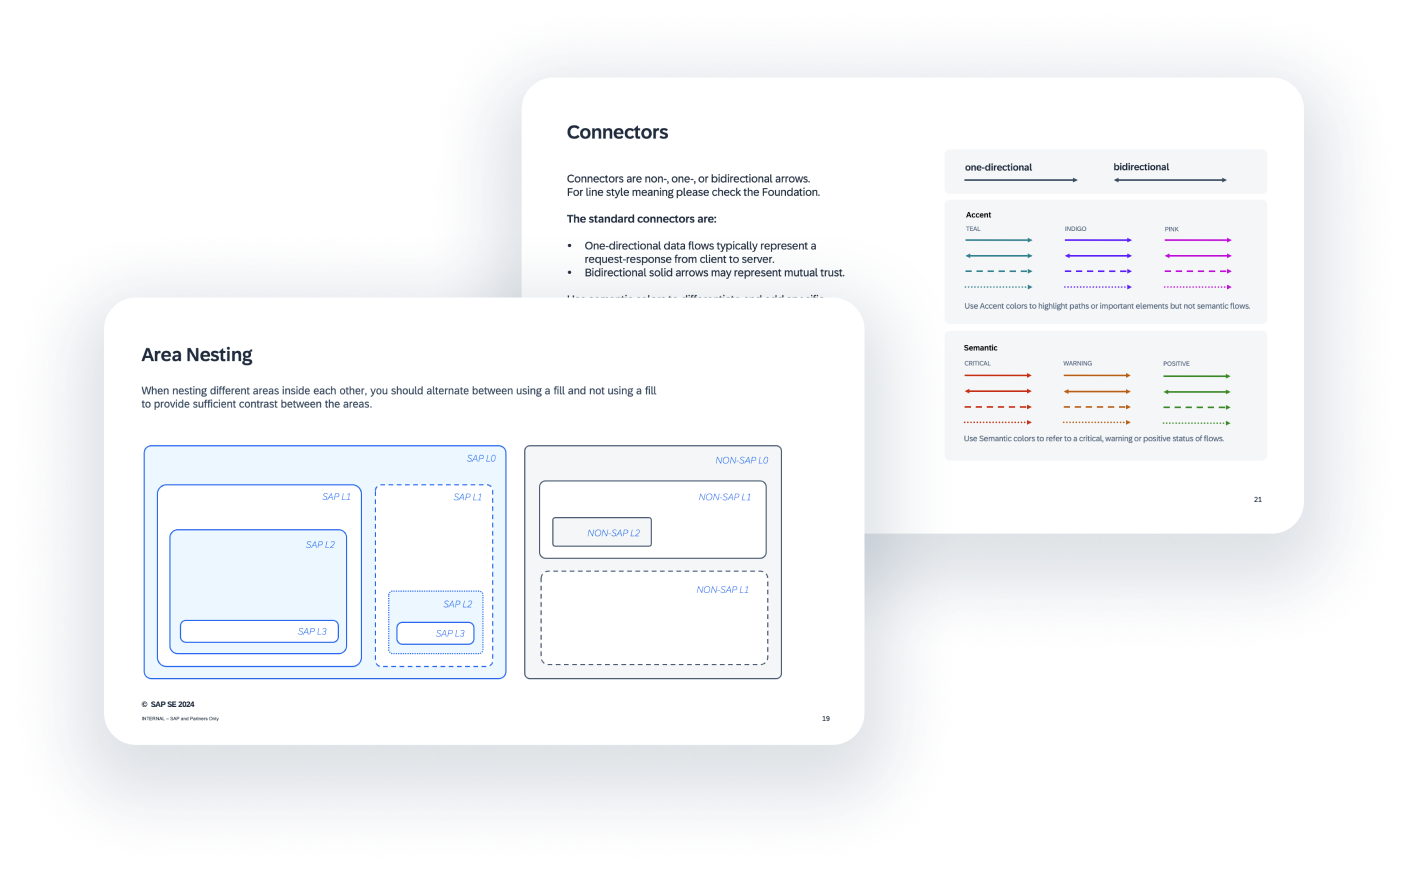 Connectors
Connectors are non-, one-, or bidirectional arrows.
For line style meaning please check the Foundation.
The standard connectors are:
• One-directional data flows typically represent a
request-response from client to server.
• Bidirectional solid arrows may represent mutual trust.
one-directional
bidirectional
Accent
TEAL
INDIGO
PINK
Use Accent colors to highlight paths or important elements but not semantic flows.
Semantic
CRITICAL
WARNING
POSITIVE
Use Semantic colors to refer to a critical, warning or positive status of flows.
21
Area Nesting
When nesting different areas inside each other, you should alternate between using a fill and not using a fill
to provide sufficient contrast between the areas.
SAP L0
SAP L1
SAP L2
SAP L3
SAP L1
SAP L2
SAP L3
NON-SAP L0
NON-SAP L1
NON-SAP L2
NON-SAP L1
© SAP SE 2024
INTERNAL – SAP and Partners Only
19